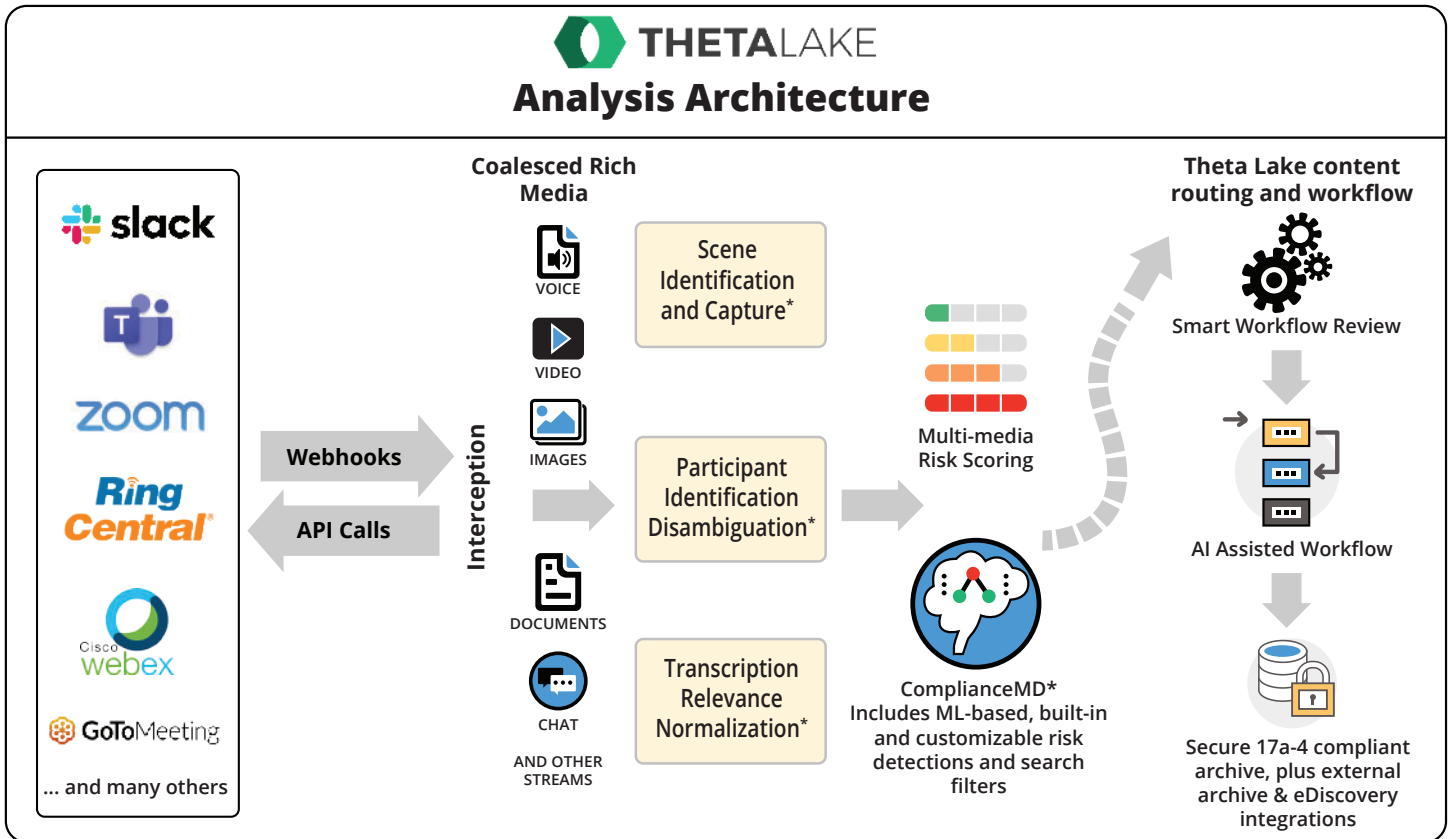 THETALAKE
Analysis Architecture
slack
T
zoom
Ring
Central®
Cisco
webex
GoToMeeting
... and many others
Webhooks
API Calls
Interception
Coalesced Rich
Media
VOICE
VIDEO
IMAGES
DOCUMENTS
CHAT
AND OTHER
STREAMS
Scene
Identification
and Capture*
Participant
Identification
Disambiguation*
Transcription
Relevance
Normalization*
Multi-media
Risk Scoring
ComplianceMD*
Includes ML-based, built-in
and customizable risk
detections and search
filters
Theta Lake content
routing and workflow
Smart Workflow Review
AI Assisted Workflow
Secure 17a-4 compliant
archive, plus external
archive & eDiscovery
integrations